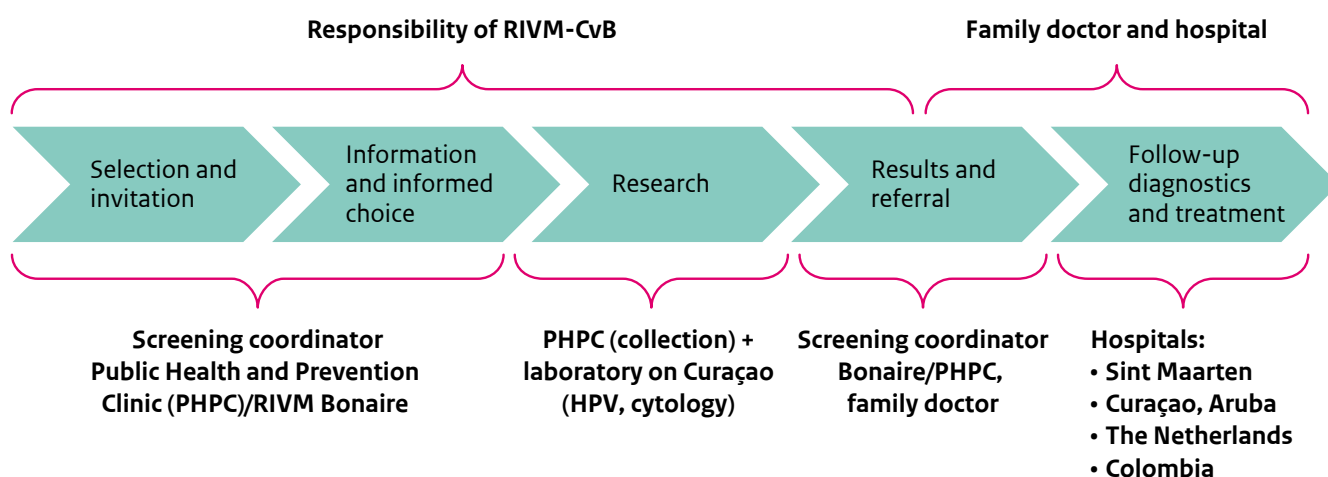 Responsibility of RIVM-CvB
Family doctor and hospital
Selection and
invitation
Information
and informed
choice
Research
Results and
referral
Follow-up
diagnostics
and treatment
Screening coordinator
Public Health and Prevention
Clinic (PHPC)/RIVM Bonaire
PHPC (collection) +
laboratory on Curaçao
(HPV, cytology)
Screening coordinator
Bonaire/PHPC,
family doctor
Hospitals:
• Sint Maarten
• Curaçao, Aruba
• The Netherlands
• Colombia